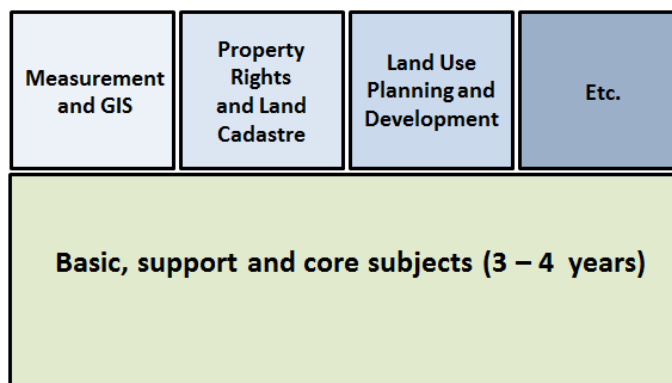 Measurement
and GIS
Property
Rights
and Land
Cadastre
Land Use
Planning and
Development
Etc.
Basic, support and core subjects (3 – 4 years)